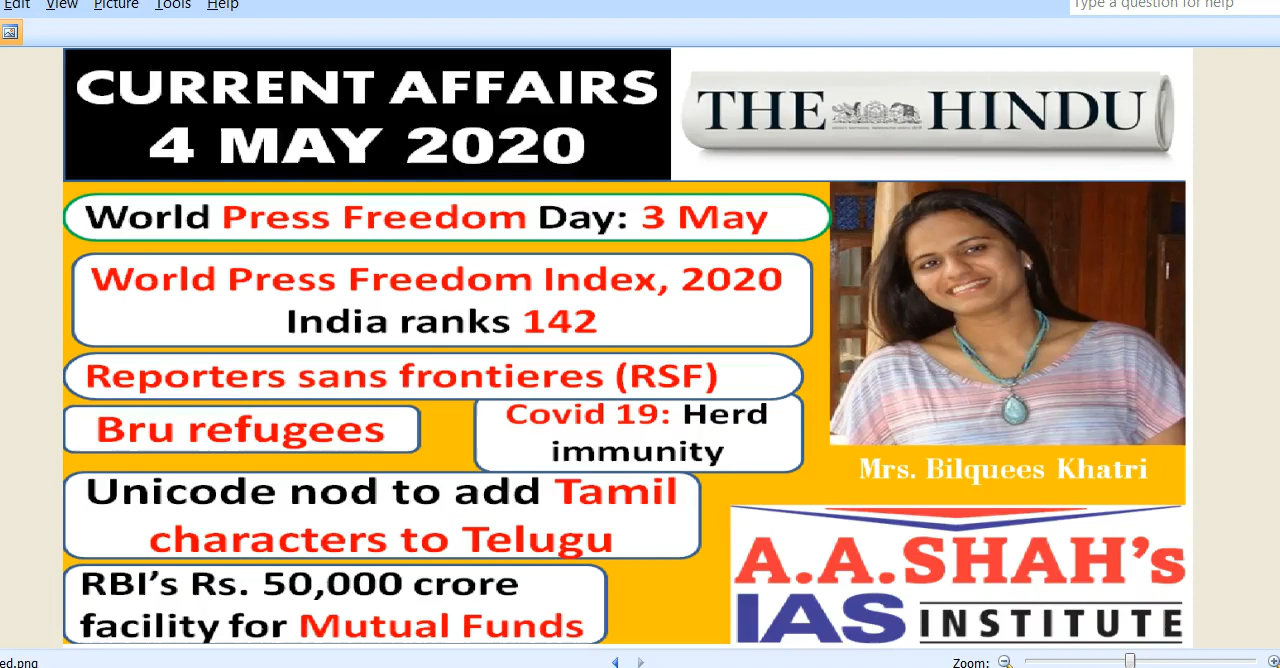 Edit View Picture Tools Help
Type a question for help
CURRENT AFFAIRS
4 MAY 2020
THE HINDU
World Press Freedom Day: 3 May
World Press Freedom Index, 2020
India ranks 142
Reporters sans frontieres (RSF)
Bru refugees
Covid 19: Herd
immunity
Unicode nod to add Tamil
characters to Telugu
RBI’s Rs. 50,000 crore
facility for Mutual Funds
Mrs. Bilquees Khatri
A.A.SHAH’s
IAS INSTITUTE
ed.png
Zoom: